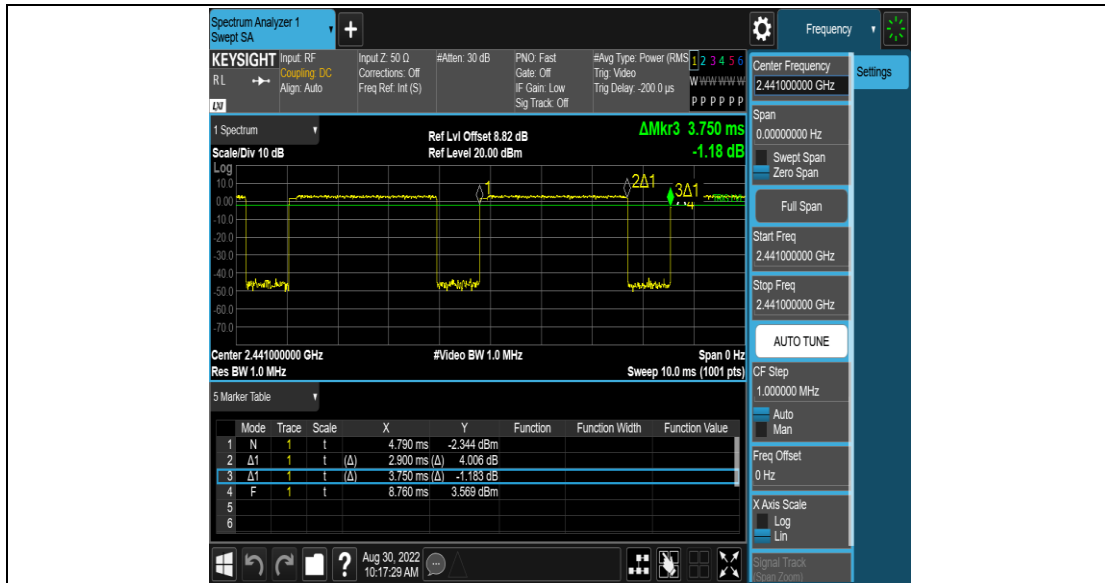 Spectrum Analyzer 1
Swept SA
+
Frequency
KEYSIGHT
RL
LXI
Input: RF
Coupling: DC
Align: Auto
Input Z: 50 Ω
Corrections: Off
Freq Ref: Int (S)
#Atten: 30 dB
PNO: Fast
Gate: Off
IF Gain: Low
Sig Track: Off
#Avg Type: Power (RMS
Trig: Video
Trig Delay: -200.0 µs
1 2 3 4 5 6
W W W W W W
P P P P P P
1 Spectrum
Scale/Div 10 dB
Ref Lvl Offset 8.82 dB
Ref Level 20.00 dBm
ΔMkr3 3.750 ms
-1.18 dB
Log
10.0
0.00
-10.0
-20.0
-30.0
-40.0
-50.0
-60.0
-70.0
1
2Δ1
3Δ1
4
Center 2.441000000 GHz
#Video BW 1.0 MHz
Span 0 Hz
Res BW 1.0 MHz
Sweep 10.0 ms (1001 pts)
5 Marker Table
Mode Trace Scale X Y Function Function Width Function Value
1 N 1 t 4.790 ms -2.344 dBm
2 Δ1 1 t (Δ) 2.900 ms (Δ) 4.006 dB
3 Δ1 1 t (Δ) 3.750 ms (Δ) -1.183 dB
4 F 1 t 8.760 ms 3.569 dBm
5
6
?
Aug 30, 2022
10:17:29 AM
Center Frequency
2.441000000 GHz
Settings
Span
0.00000000 Hz
Swept Span
Zero Span
Full Span
Start Freq
2.441000000 GHz
Stop Freq
2.441000000 GHz
AUTO TUNE
CF Step
1.000000 MHz
Auto
Man
Freq Offset
0 Hz
X Axis Scale
Log
Lin
Signal Track
(Span Zoom)